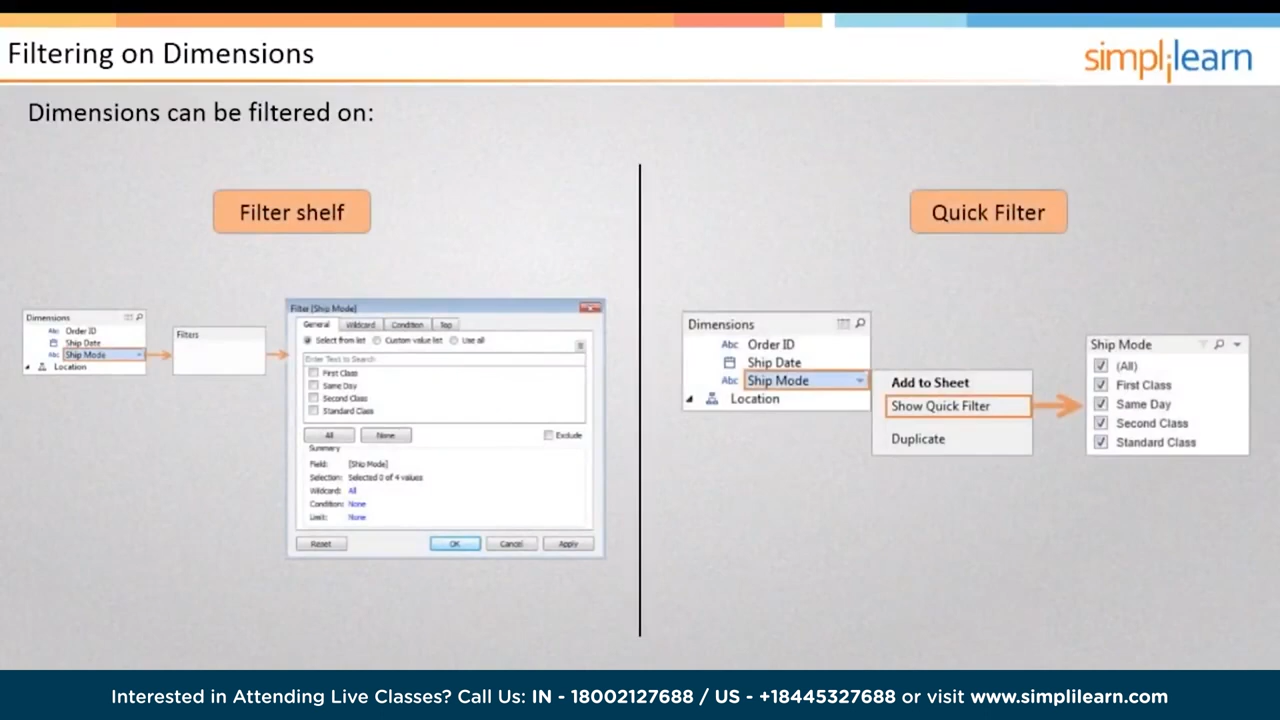 Filtering on Dimensions
simplilearn
Dimensions can be filtered on:
Filter shelf
Dimensions
Abc Order ID
Ship Date
Abc Ship Mode
Location
Filters
Filter [Ship Mode]
General Wildcard Condition Top
Select from list Custom value list Use all
Enter Text to Search
First Class
Same Day
Second Class
Standard Class
All None Exclude
Summary
Field: [Ship Mode]
Selection: Selected 0 of 4 values
Wildcard: All
Condition: None
Limit: None
Reset OK Cancel Apply
Quick Filter
Dimensions
Abc Order ID
Ship Date
Abc Ship Mode
Location
Add to Sheet
Show Quick Filter
Duplicate
Ship Mode
(All)
First Class
Same Day
Second Class
Standard Class
Interested in Attending Live Classes? Call Us: IN - 18002127688 / US - +18445327688 or visit www.simplilearn.com